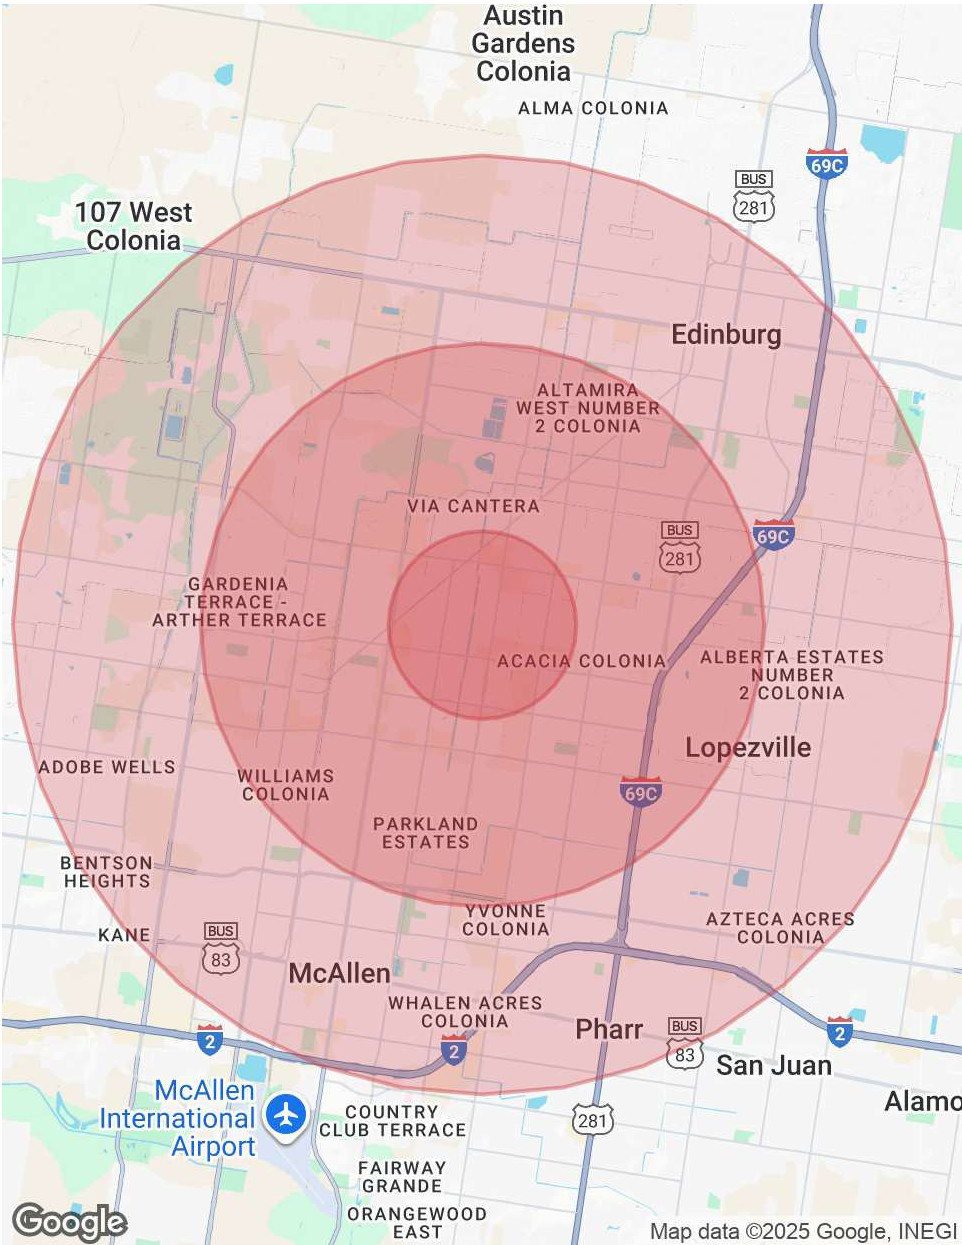 Austin
Gardens
Colonia
ALMA COLONIA
69C
BUS
281
107 West
Colonia
Edinburg
ALTAMIRA
WEST NUMBER
2 COLONIA
VIA CANTERA
BUS
281
69C
GARDENIA
TERRACE -
ARTHER TERRACE
ACACIA COLONIA
ALBERTA ESTATES
NUMBER
2 COLONIA
Lopezville
ADOBE WELLS
WILLIAMS
COLONIA
69C
PARKLAND
ESTATES
BENTSON
HEIGHTS
YVONNE
COLONIA
AZTECA ACRES
COLONIA
KANE
BUS
83
McAllen
WHALEN ACRES
COLONIA
Pharr
BUS
83
2
2
2
San Juan
McAllen
International
Airport
Alamo
COUNTRY
CLUB TERRACE
281
FAIRWAY
GRANDE
ORANGEWOOD
EAST
Google
Map data ©2025 Google, INEGI